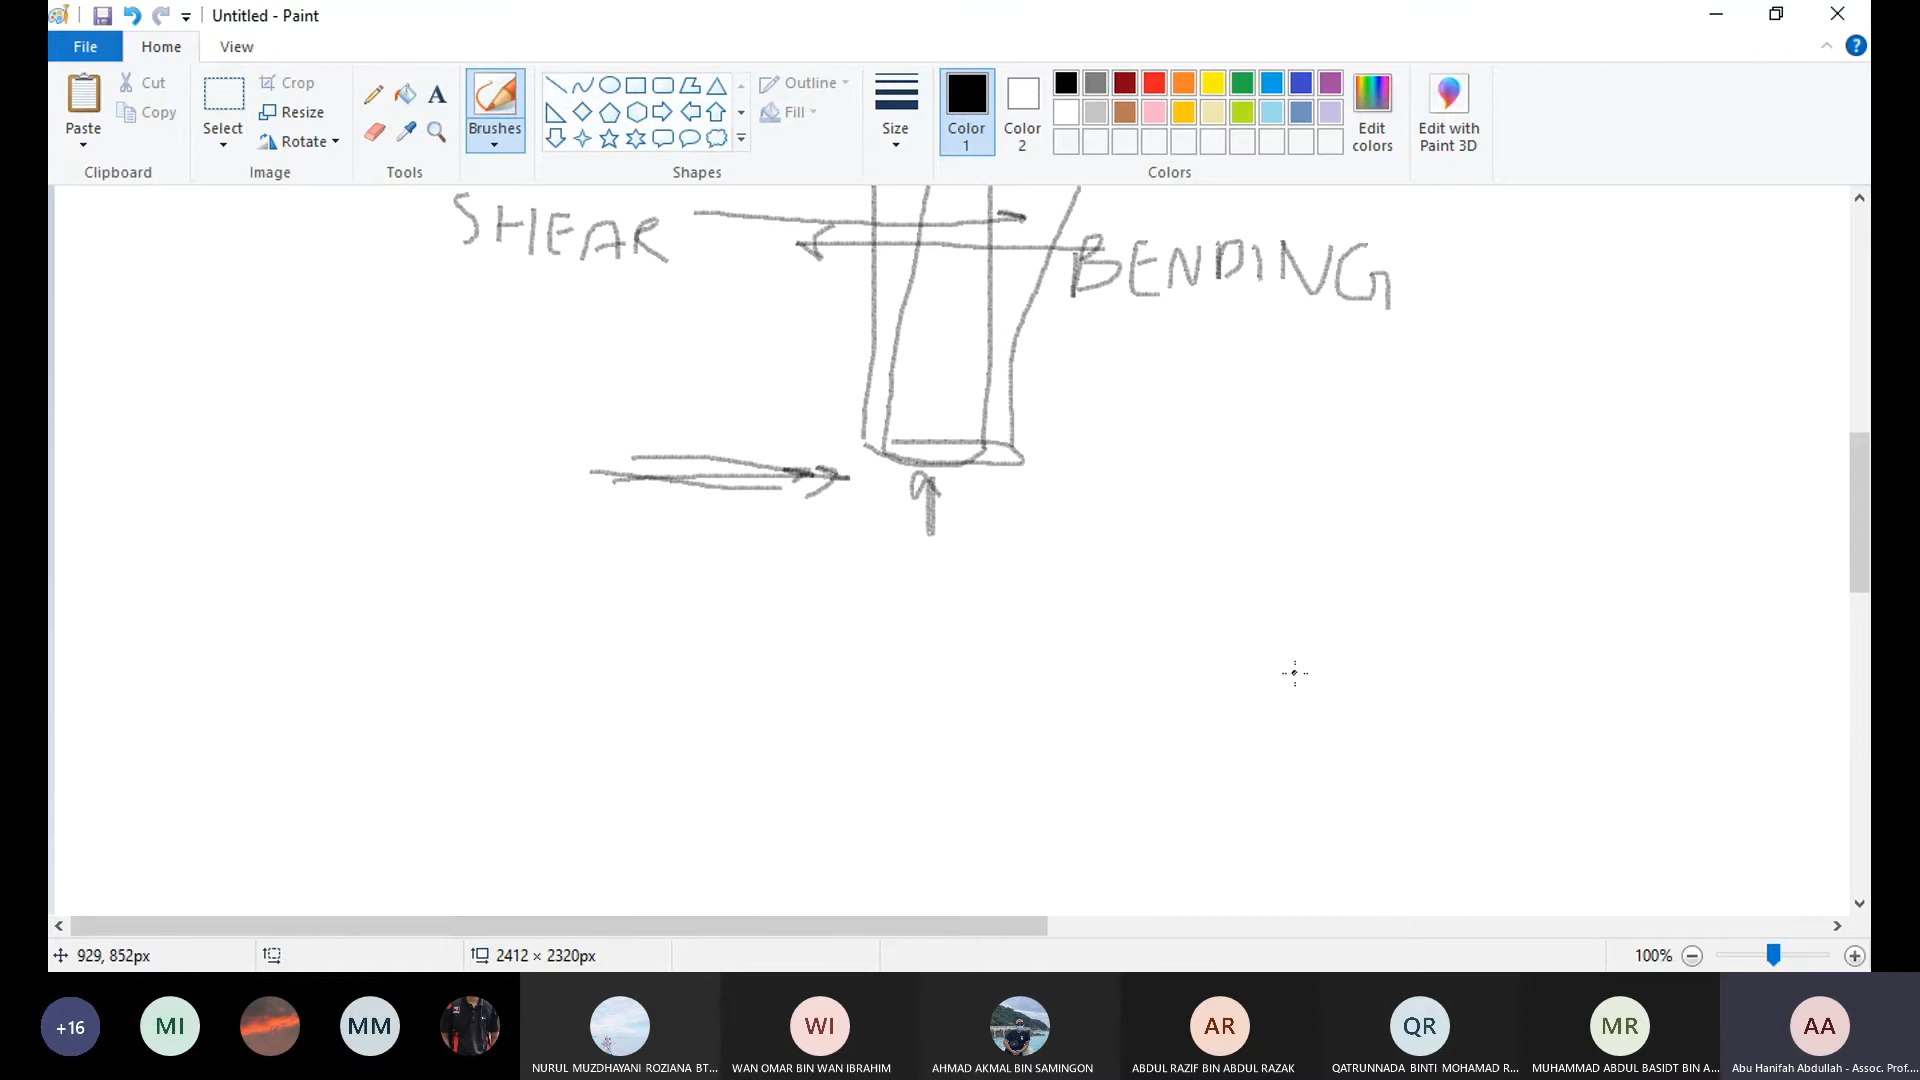 Untitled - Paint
File Home View
Cut
Copy
Paste
Clipboard
Crop
Resize
Rotate
Select
Image
A
Tools
Brushes
Outline
Fill
Shapes
Size
Color 1
Color 2
Edit colors
Colors
Edit with Paint 3D
?
SHEAR
BENDING
929, 852px
2412 × 2320px
100%
+16
MI
MM
WI
AR
QR
MR
AA
NURUL MUZDHAYANI ROZIANA BT...
WAN OMAR BIN WAN IBRAHIM
AHMAD AKMAL BIN SAMINGON
ABDUL RAZIF BIN ABDUL RAZAK
QATRUNNADA BINTI MOHAMAD R...
MUHAMMAD ABDUL BASIDT BIN A...
Abu Hanifah Abdullah - Assoc. Prof....